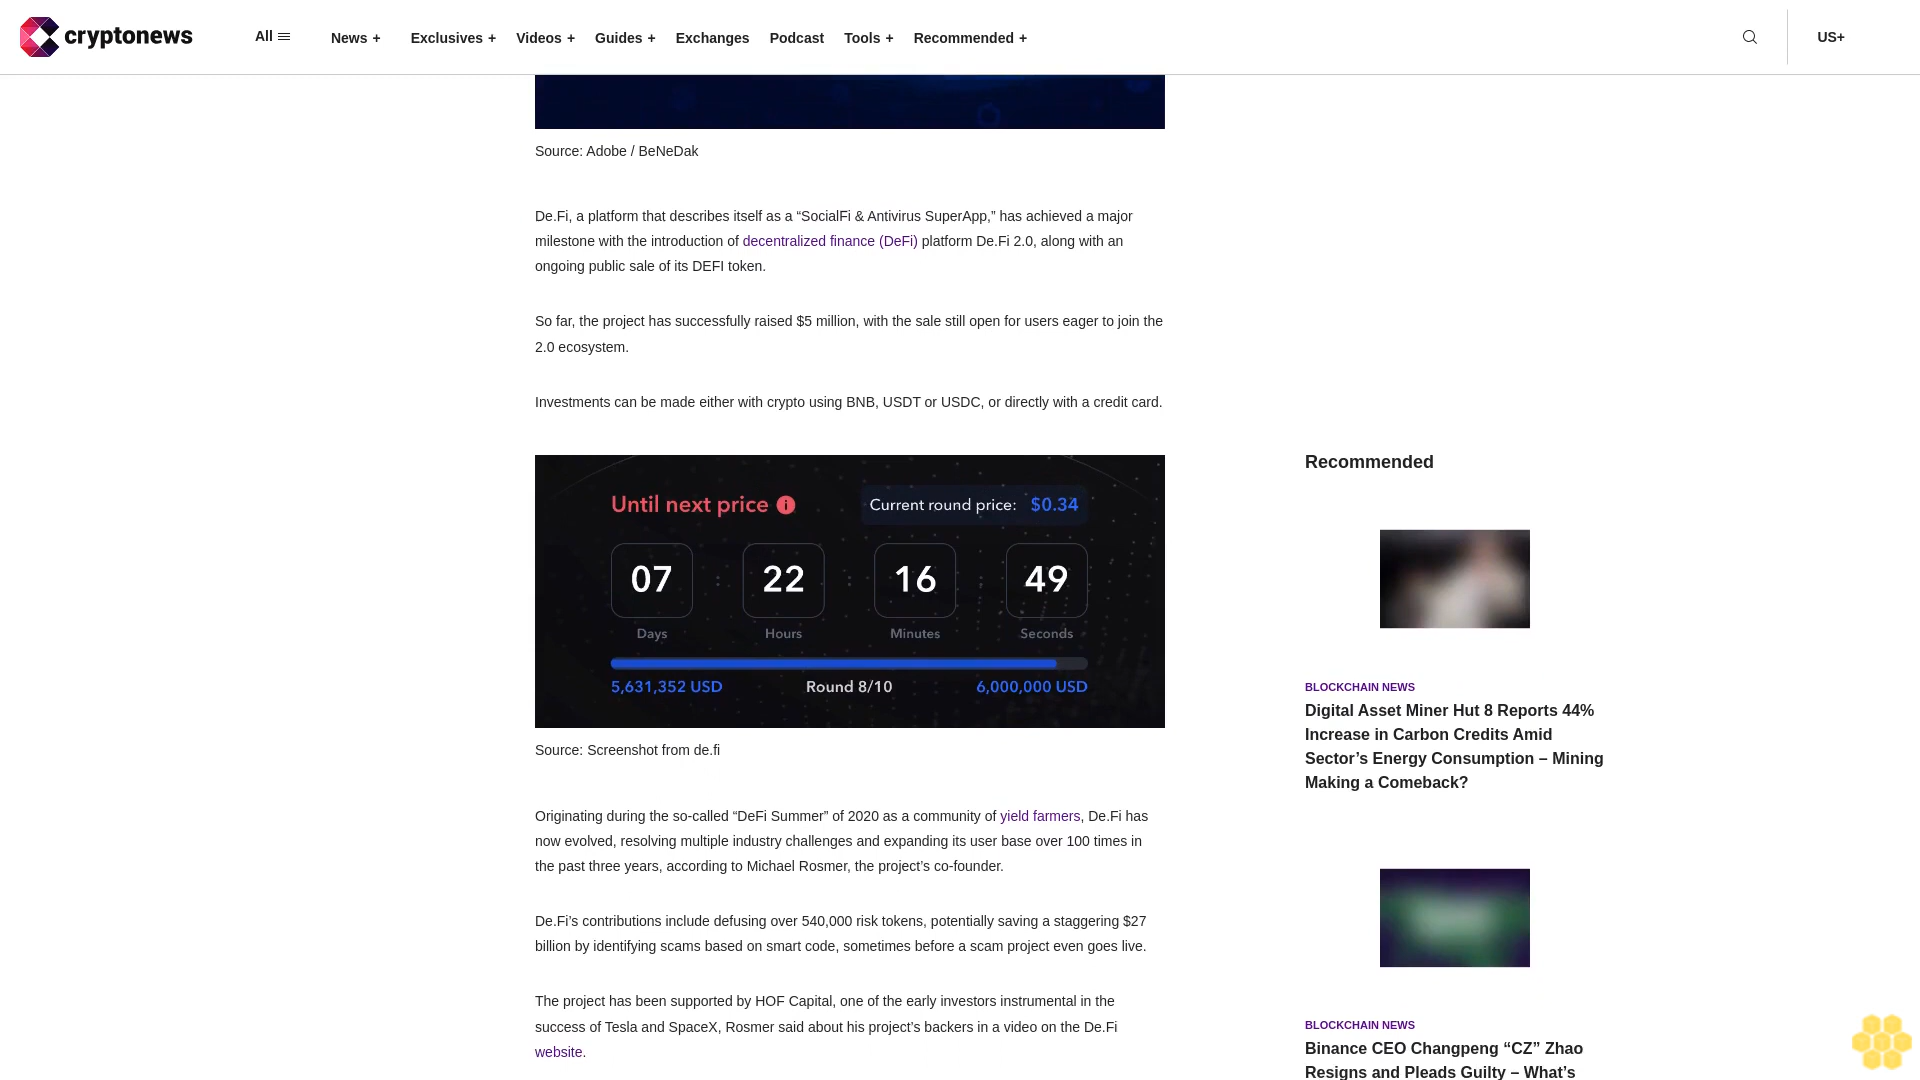 cryptonews
All
News +
Exclusives +
Videos +
Guides +
Exchanges
Podcast
Tools +
Recommended +
US+
Source: Adobe / BeNeDak
De.Fi, a platform that describes itself as a “SocialFi & Antivirus SuperApp,” has achieved a major
milestone with the introduction of decentralized finance (DeFi) platform De.Fi 2.0, along with an
ongoing public sale of its DEFI token.
So far, the project has successfully raised $5 million, with the sale still open for users eager to join the
2.0 ecosystem.
Investments can be made either with crypto using BNB, USDT or USDC, or directly with a credit card.
Until next price
Current round price: $0.34
07 : 22 : 16 : 49
Days Hours Minutes Seconds
5,631,352 USD Round 8/10 6,000,000 USD
Source: Screenshot from de.fi
Originating during the so-called “DeFi Summer” of 2020 as a community of yield farmers, De.Fi has
now evolved, resolving multiple industry challenges and expanding its user base over 100 times in
the past three years, according to Michael Rosmer, the project’s co-founder.
De.Fi’s contributions include defusing over 540,000 risk tokens, potentially saving a staggering $27
billion by identifying scams based on smart code, sometimes before a scam project even goes live.
The project has been supported by HOF Capital, one of the early investors instrumental in the
success of Tesla and SpaceX, Rosmer said about his project’s backers in a video on the De.Fi
website.
Recommended
BLOCKCHAIN NEWS
Digital Asset Miner Hut 8 Reports 44%
Increase in Carbon Credits Amid
Sector’s Energy Consumption – Mining
Making a Comeback?
BLOCKCHAIN NEWS
Binance CEO Changpeng “CZ” Zhao
Resigns and Pleads Guilty – What’s